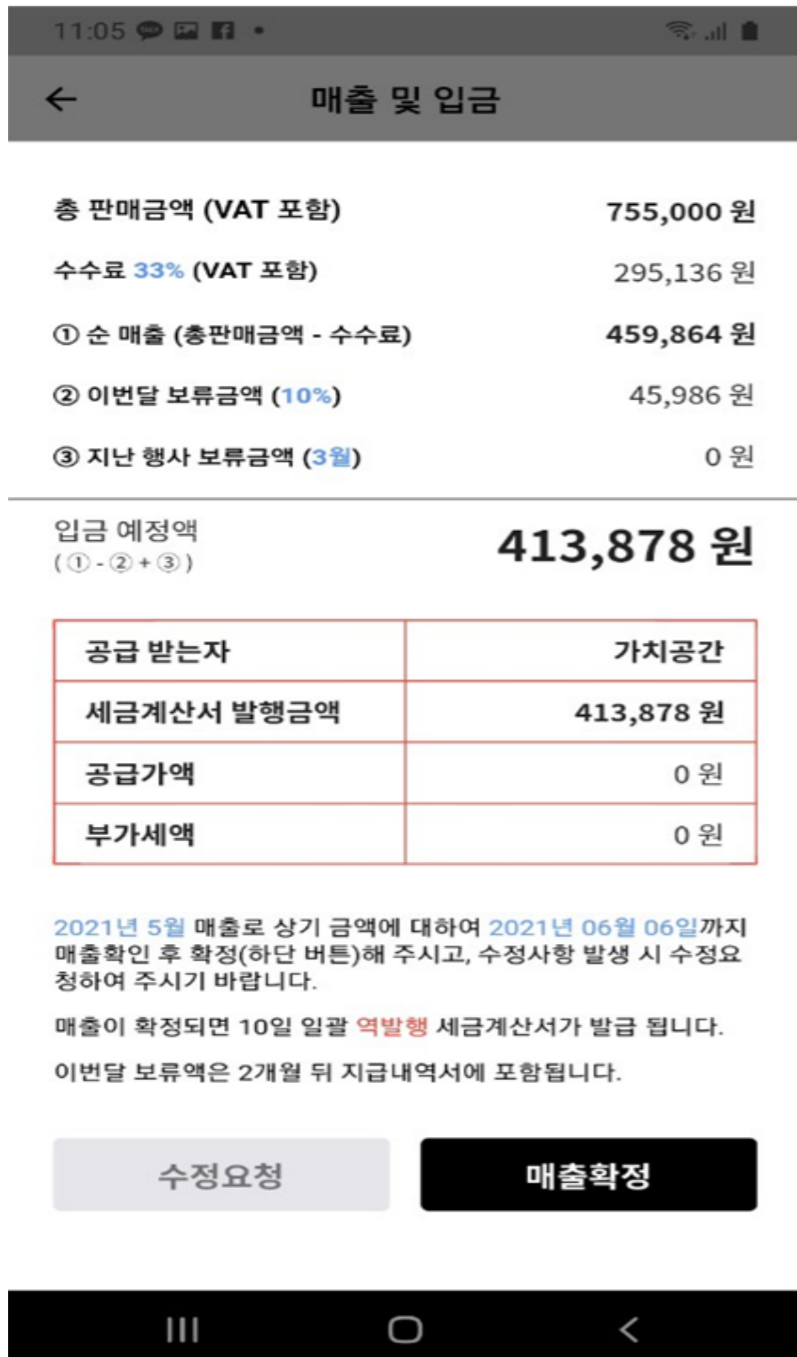 11:05
매출 및 입금
총 판매금액 (VAT 포함) 755,000 원
수수료 33% (VAT 포함) 295,136 원
① 순 매출 (총판매금액 - 수수료) 459,864 원
② 이번달 보류금액 (10%) 45,986 원
③ 지난 행사 보류금액 (3월) 0 원
입금 예정액 413,878 원
( ① - ② + ③ )
공급 받는자 가치공간
세금계산서 발행금액 413,878 원
공급가액 0 원
부가세액 0 원
2021년 5월 매출로 상기 금액에 대하여 2021년 06월 06일까지
매출확인 후 확정(하단 버튼)해 주시고, 수정사항 발생 시 수정요
청하여 주시기 바랍니다.
매출이 확정되면 10일 일괄 역발행 세금계산서가 발급 됩니다.
이번달 보류액은 2개월 뒤 지급내역서에 포함됩니다.
수정요청 매출확정